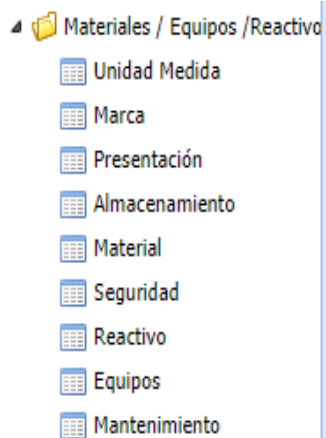 Materiales / Equipos /Reactivo
Unidad Medida
Marca
Presentación
Almacenamiento
Material
Seguridad
Reactivo
Equipos
Mantenimiento